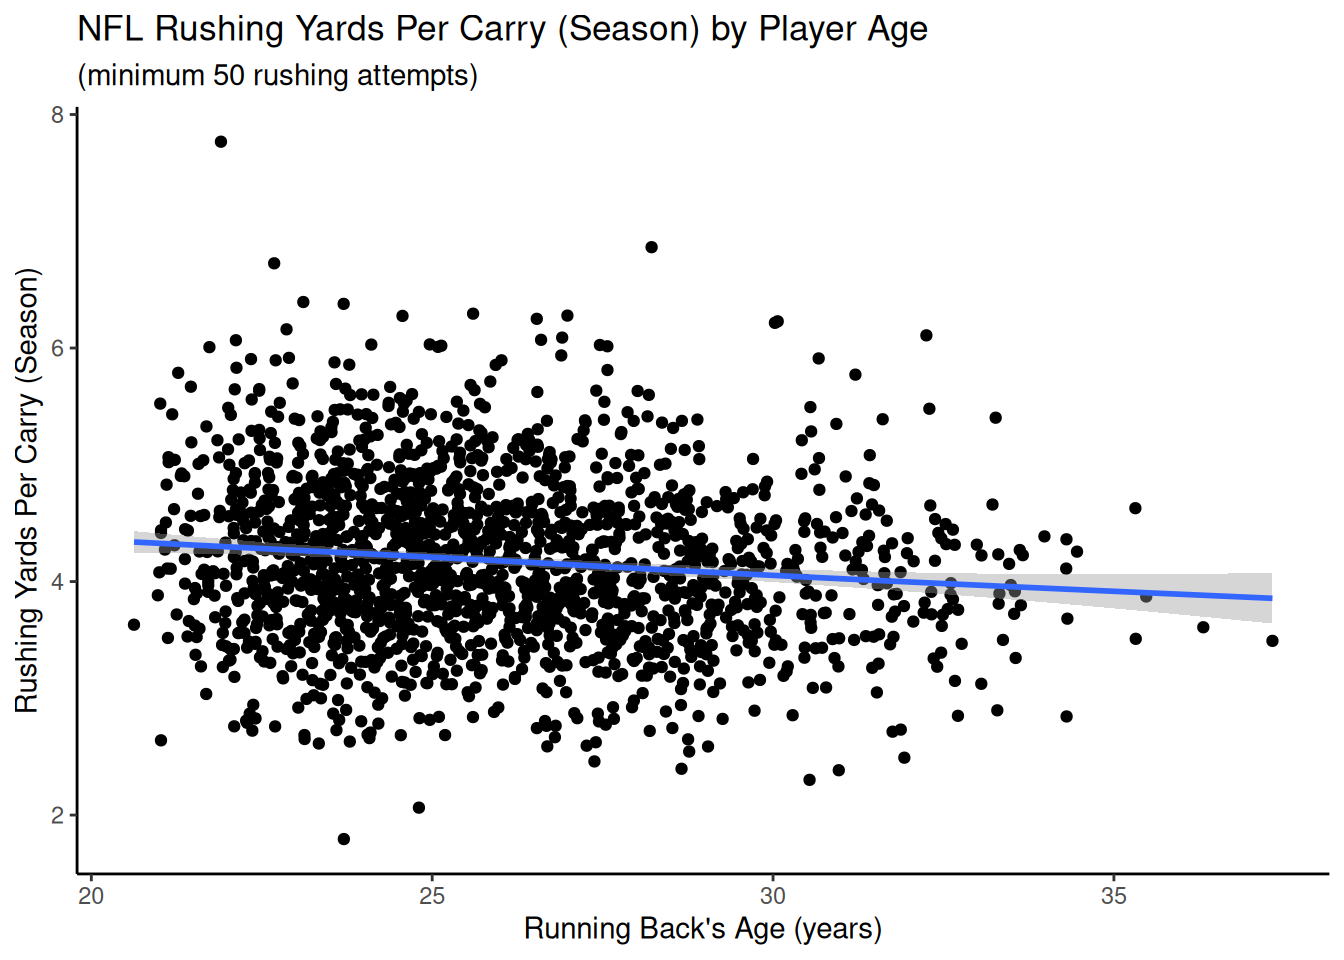 NFL Rushing Yards Per Carry (Season) by Player Age
(minimum 50 rushing attempts)
Rushing Yards Per Carry (Season)
8
6
4
2
20
25
30
35
Running Back's Age (years)